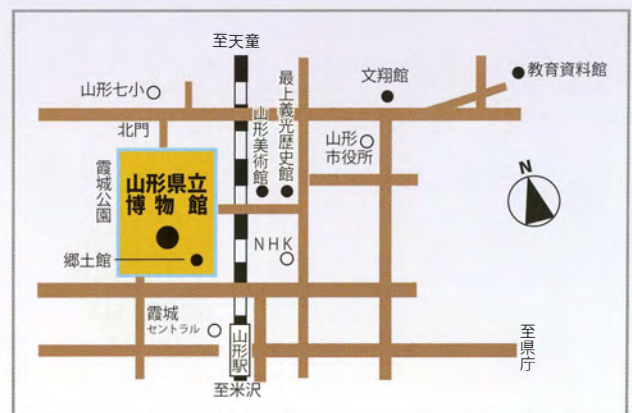 至天童
山形七小
北門
霞城公園
山形県立
博物館
郷土館
山形美術館
最上義光歴史館
文翔館
教育資料館
山形
市役所
N
NHK
霞城
セントラル
山形駅
至米沢
至県庁